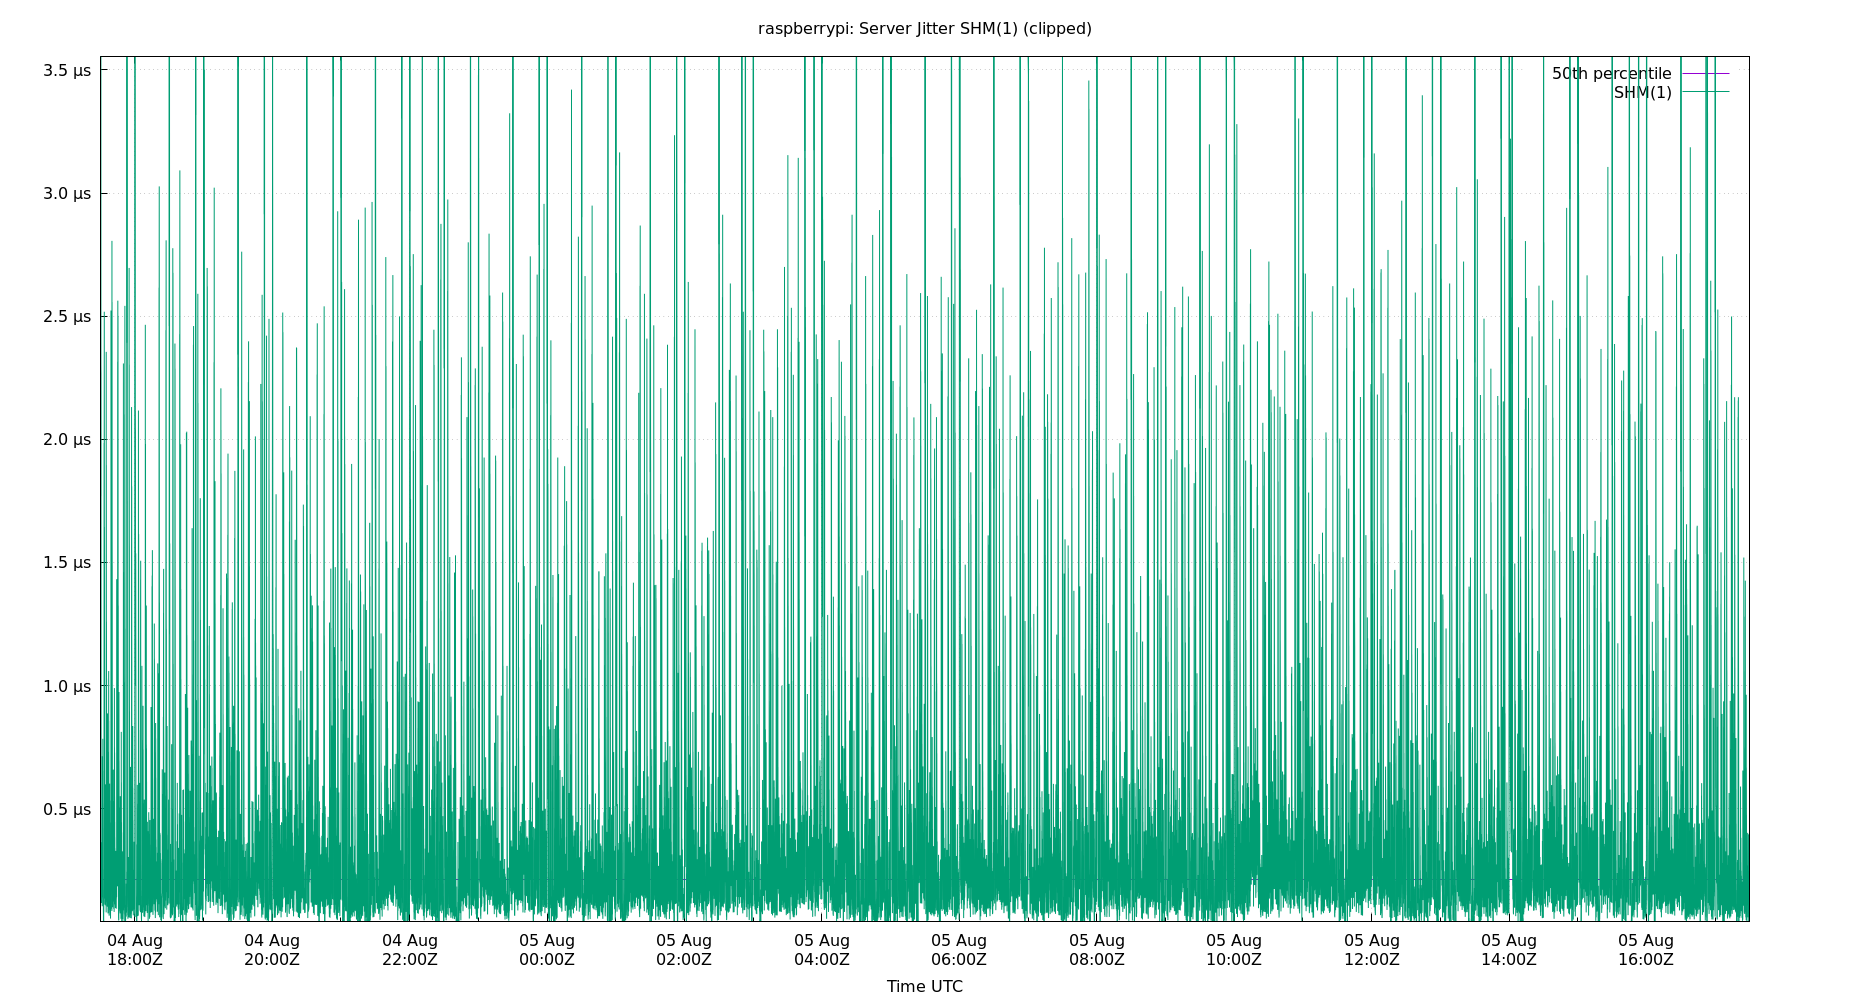 raspberrypi: Server Jitter SHM(1) (clipped)
50th percentile
SHM(1)
3.5 µs
3.0 µs
2.5 µs
2.0 µs
1.5 µs
1.0 µs
0.5 µs
04 Aug 04 Aug 04 Aug 05 Aug 05 Aug 05 Aug 05 Aug 05 Aug 05 Aug 05 Aug 05 Aug 05 Aug
18:00Z 20:00Z 22:00Z 00:00Z 02:00Z 04:00Z 06:00Z 08:00Z 10:00Z 12:00Z 14:00Z 16:00Z
Time UTC